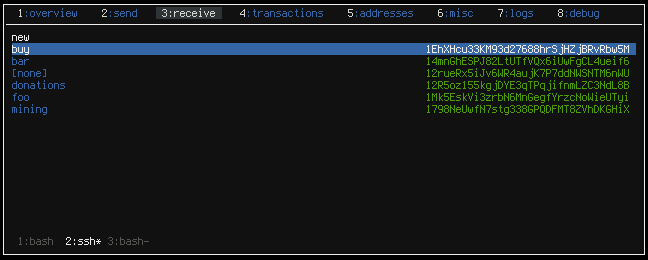 1:overview 2:send 3:receive 4:transactions 5:addresses 6:misc 7:logs 8:debug
new
buy 1EhXHcu33KM93d27688hrSjHZjBRvRbw5M
bar 14mnGhESPJ82LtUTfVQx6iUwFgCL4ueif6
[none] 12rueRx5iJv6WR4aujK7P7ddNWSNTM6nWU
donations 12R5oz155kgjDYE3qTPqjifnmLZC3NdL8B
foo 1Mk5EskVi3zrbN6MnGegfYrzcNoWieUTyi
mining 1798NeUwfN7stg338GPQDFMT8ZVhDKGHiX
1:bash 2:ssh* 3:bash-